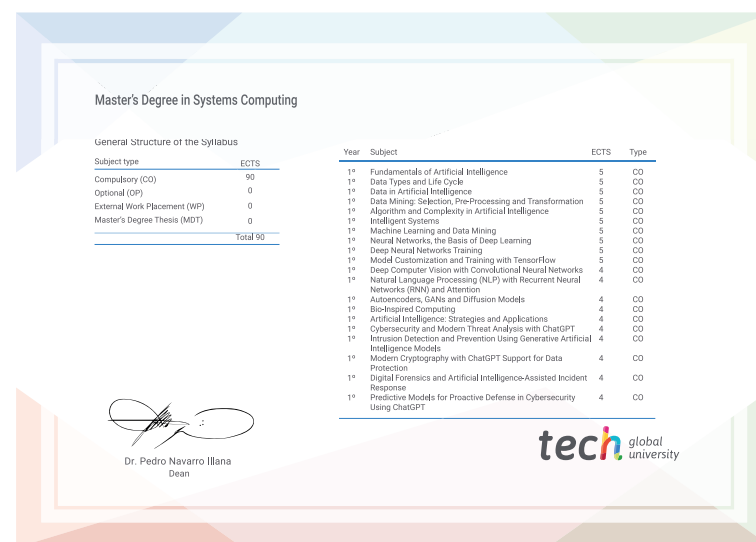 Master's Degree in Systems Computing
General Structure of the Syllabus
Subject type ECTS
Compulsory (CO) 90
Optional (OP) 0
External Work Placement (WP) 0
Master's Degree Thesis (MDT) 0
Total 90
Year Subject ECTS Type
1º Fundamentals of Artificial Intelligence 5 CO
1º Data Types and Life Cycle 5 CO
1º Data in Artificial Intelligence 5 CO
1º Data Mining: Selection, Pre-Processing and Transformation 5 CO
1º Algorithm and Complexity in Artificial Intelligence 5 CO
1º Intelligent Systems 5 CO
1º Machine Learning and Data Mining 5 CO
1º Neural Networks, the Basis of Deep Learning 5 CO
1º Deep Neural Networks Training 5 CO
1º Model Customization and Training with TensorFlow 5 CO
1º Deep Computer Vision with Convolutional Neural Networks 4 CO
1º Natural Language Processing (NLP) with Recurrent Neural 4 CO
Networks (RNN) and Attention
1º Autoencoders, GANs and Diffusion Models 4 CO
1º Bio-Inspired Computing 4 CO
1º Artificial Intelligence: Strategies and Applications 4 CO
1º Cybersecurity and Modern Threat Analysis with ChatGPT 4 CO
1º Intrusion Detection and Prevention Using Generative Artificial 4 CO
Intelligence Models
1º Modern Cryptography with ChatGPT Support for Data 4 CO
Protection
1º Digital Forensics and Artificial Intelligence-Assisted Incident 4 CO
Response
1º Predictive Models for Proactive Defense in Cybersecurity 4 CO
Using ChatGPT
Dr. Pedro Navarro Illana
Dean
tech global
university